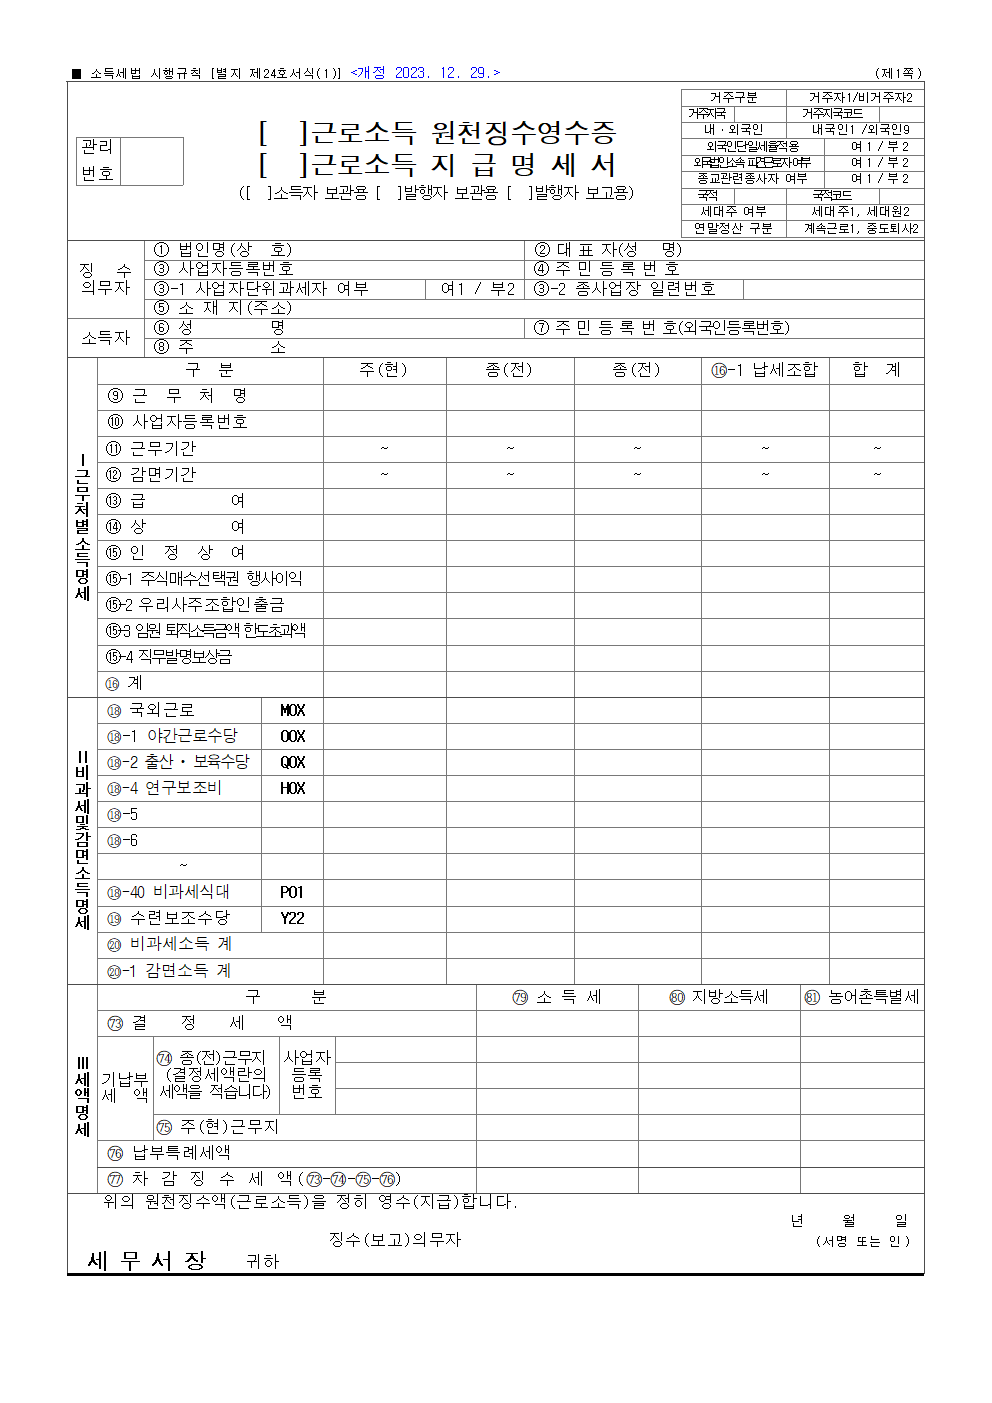 ■ 소득세법 시행규칙 [별지 제24호서식(1)] <개정 2023. 12. 29.>
(제1쪽)
관리
번호
[   ]근로소득 원천징수영수증
[   ]근로소득 지 급 명 세 서
([   ]소득자 보관용 [   ]발행자 보관용 [   ]발행자 보고용)
거주구분 거주자1/비거주자2
거주지국 거주지국코드
내·외국인 내국인1 /외국인9
외국인단일세율적용 여 1 / 부 2
외국법인소속 파견근로자 여부 여 1 / 부 2
종교관련종사자 여부 여 1 / 부 2
국적 국적코드
세대주 여부 세대주1, 세대원2
연말정산 구분 계속근로1, 중도퇴사2
징 수
의무자
① 법인명(상 호) ② 대 표 자(성 명)
③ 사업자등록번호 ④ 주 민 등 록 번 호
③-1 사업자단위과세자 여부 여1 / 부2 ③-2 종사업장 일련번호
⑤ 소 재 지(주소)
소득자
⑥ 성 명 ⑦ 주 민 등 록 번 호(외국인등록번호)
⑧ 주 소
Ⅰ근무처별소득명세
구 분 주(현) 종(전) 종(전) ⑯-1 납세조합 합 계
⑨ 근 무 처 명
⑩ 사업자등록번호
⑪ 근무기간 ~ ~ ~ ~ ~
⑫ 감면기간 ~ ~ ~ ~ ~
⑬ 급 여
⑭ 상 여
⑮ 인 정 상 여
⑮-1 주식매수선택권 행사이익
⑮-2 우리사주조합인출금
⑮-3 임원 퇴직소득금액 한도초과액
⑮-4 직무발명보상금
⑯ 계
Ⅱ비과세및감면소득명세
⑱ 국외근로 M0X
⑱-1 야간근로수당 O0X
⑱-2 출산ㆍ보육수당 Q0X
⑱-4 연구보조비 H0X
⑱-5
⑱-6
~
⑱-40 비과세식대 P01
⑲ 수련보조수당 Y22
⑳ 비과세소득 계
⑳-1 감면소득 계
Ⅲ세액명세
구 분 (79) 소 득 세 (80) 지방소득세 (81) 농어촌특별세
(73) 결 정 세 액
기납부
세 액
(74) 종(전)근무지
(결정세액란의
세액을 적습니다)
사업자
등록
번호
(75) 주(현)근무지
(76) 납부특례세액
(77) 차 감 징 수 세 액((73)-(74)-(75)-(76))
위의 원천징수액(근로소득)을 정히 영수(지급)합니다.
년 월 일
징수(보고)의무자 (서명 또는 인)
세 무 서 장 귀하